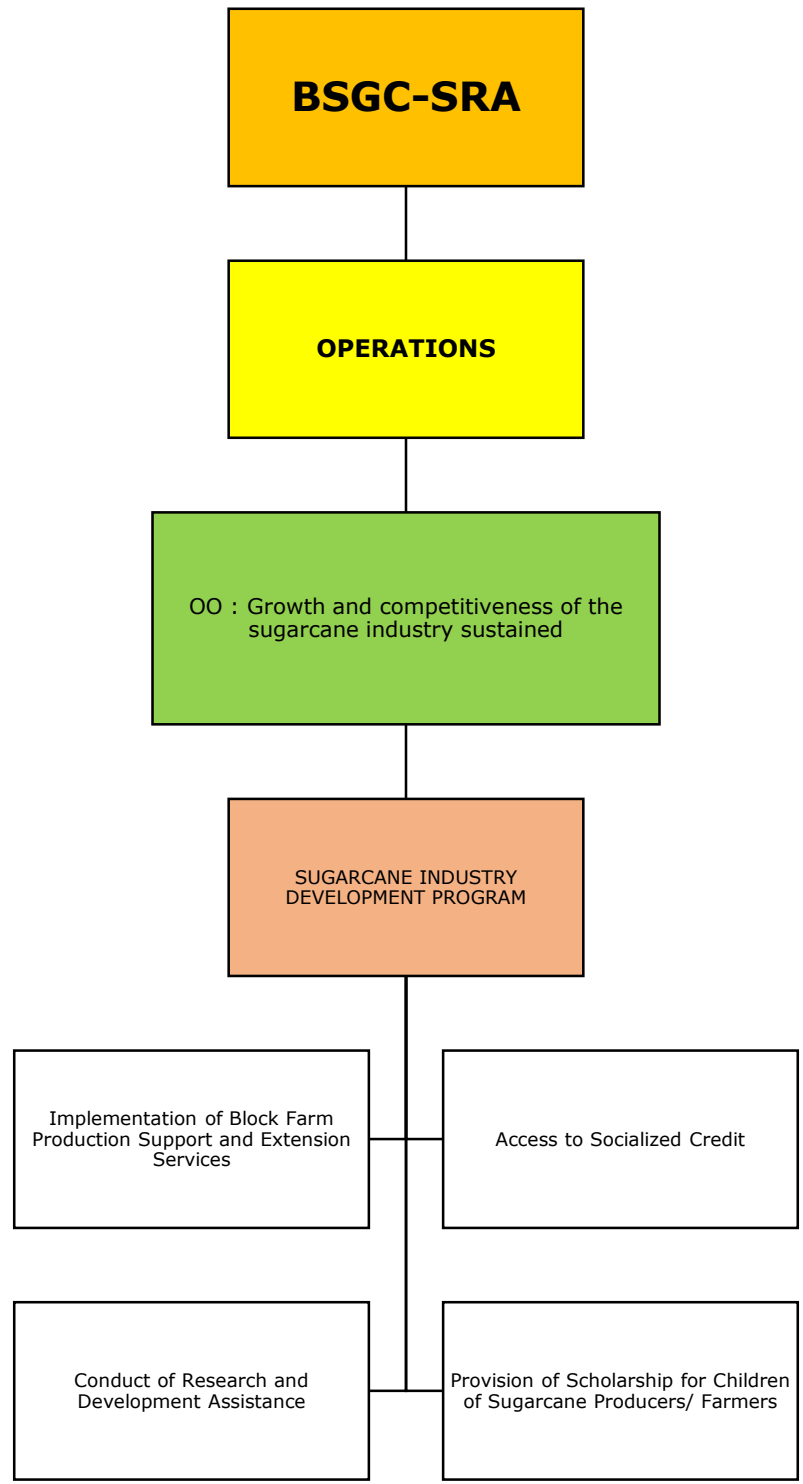 BSGC-SRA
OPERATIONS
OO : Growth and competitiveness of the
sugarcane industry sustained
SUGARCANE INDUSTRY
DEVELOPMENT PROGRAM
Implementation of Block Farm
Production Support and Extension
Services
Access to Socialized Credit
Conduct of Research and
Development Assistance
Provision of Scholarship for Children
of Sugarcane Producers/ Farmers